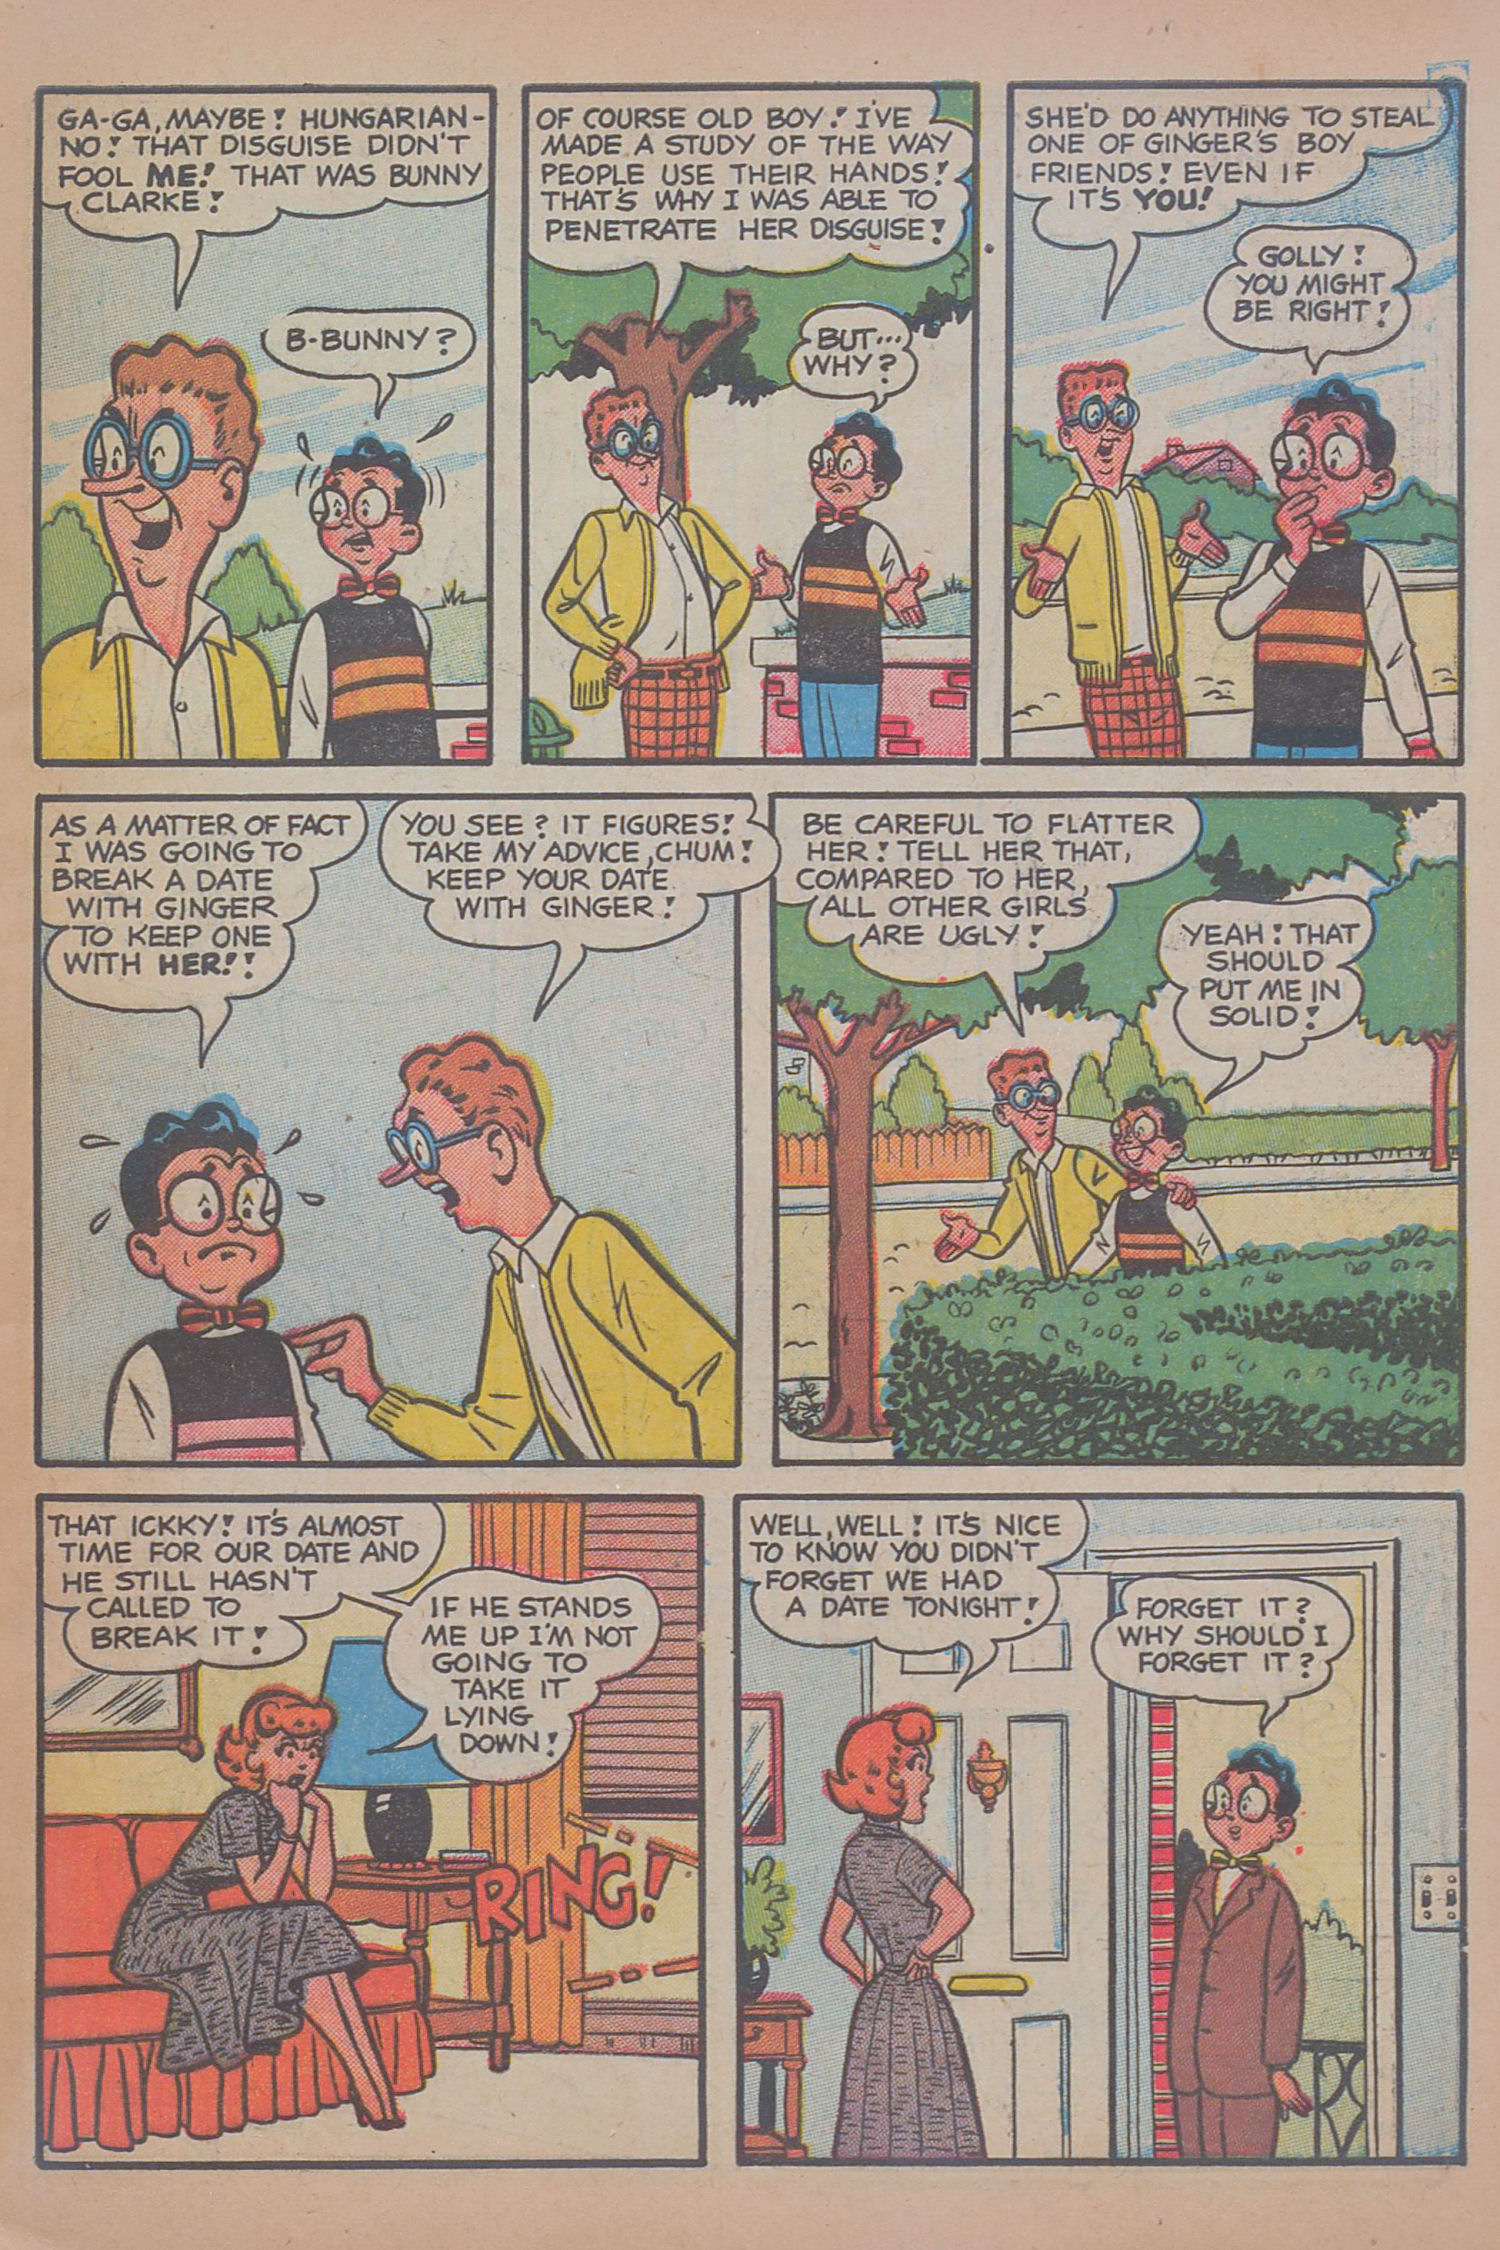 GA-GA, MAYBE! HUNGARIAN-
NO! THAT DISGUISE DIDN'T
FOOL ME! THAT WAS BUNNY
CLARKE!
B-BUNNY?
OF COURSE OLD BOY! I'VE
MADE A STUDY OF THE WAY
PEOPLE USE THEIR HANDS!
THAT'S WHY I WAS ABLE TO
PENETRATE HER DISGUISE!
BUT...
WHY?
SHE'D DO ANYTHING TO STEAL
ONE OF GINGER'S BOY
FRIENDS! EVEN IF
IT'S YOU!
GOLLY!
YOU MIGHT
BE RIGHT!
AS A MATTER OF FACT
I WAS GOING TO
BREAK A DATE
WITH GINGER
TO KEEP ONE
WITH HER!!
YOU SEE? IT FIGURES!
TAKE MY ADVICE, CHUM!
KEEP YOUR DATE
WITH GINGER!
BE CAREFUL TO FLATTER
HER! TELL HER THAT,
COMPARED TO HER,
ALL OTHER GIRLS
ARE UGLY!
YEAH! THAT
SHOULD
PUT ME IN
SOLID!
THAT ICKKY! IT'S ALMOST
TIME FOR OUR DATE AND
HE STILL HASN'T
CALLED TO
BREAK IT!
IF HE STANDS
ME UP I'M NOT
GOING TO
TAKE IT
LYING
DOWN!
RING!
WELL, WELL! IT'S NICE
TO KNOW YOU DIDN'T
FORGET WE HAD
A DATE TONIGHT!
FORGET IT?
WHY SHOULD I
FORGET IT?